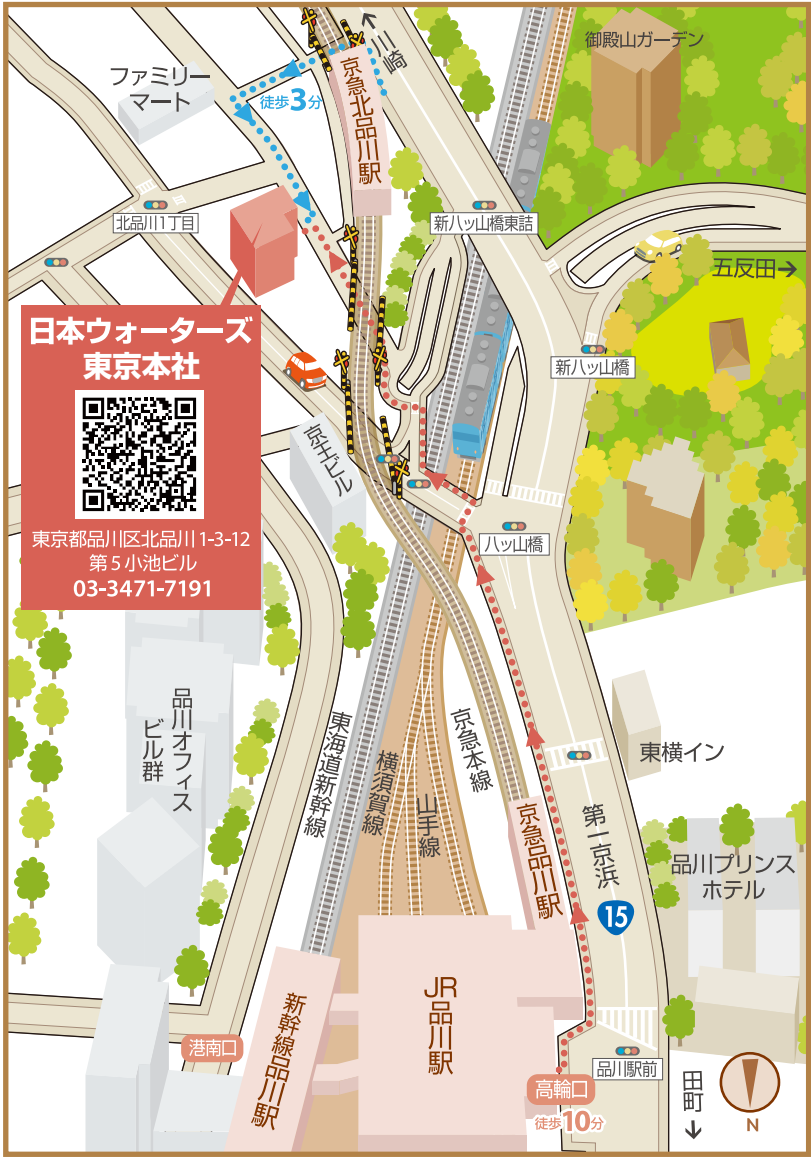 川崎
御殿山ガーデン
ファミリー
マート
徒歩3分
京急北品川駅
北品川1丁目
新八ッ山橋東詰
五反田→
日本ウォーターズ
東京本社
東京都品川区北品川1-3-12
第5小池ビル
03-3471-7191
新八ッ山橋
京王ビル
八ッ山橋
品川オフィス
ビル群
東海道新幹線
横須賀線
山手線
京急本線
東横イン
京急品川駅
第一京浜
15
品川プリンス
ホテル
JR品川駅
新幹線品川駅
港南口
高輪口
徒歩10分
品川駅前
田町→
N